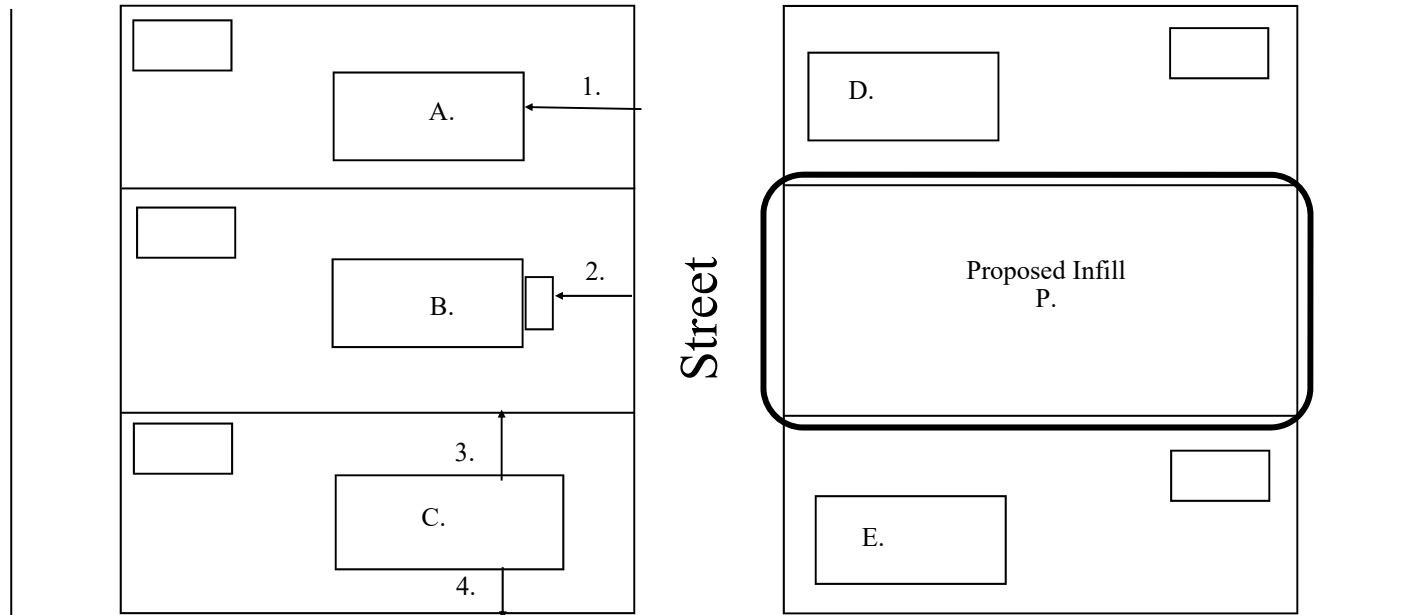 1.
A.
D.
2.
B.
Street
Proposed Infill
P.
3.
C.
4.
E.